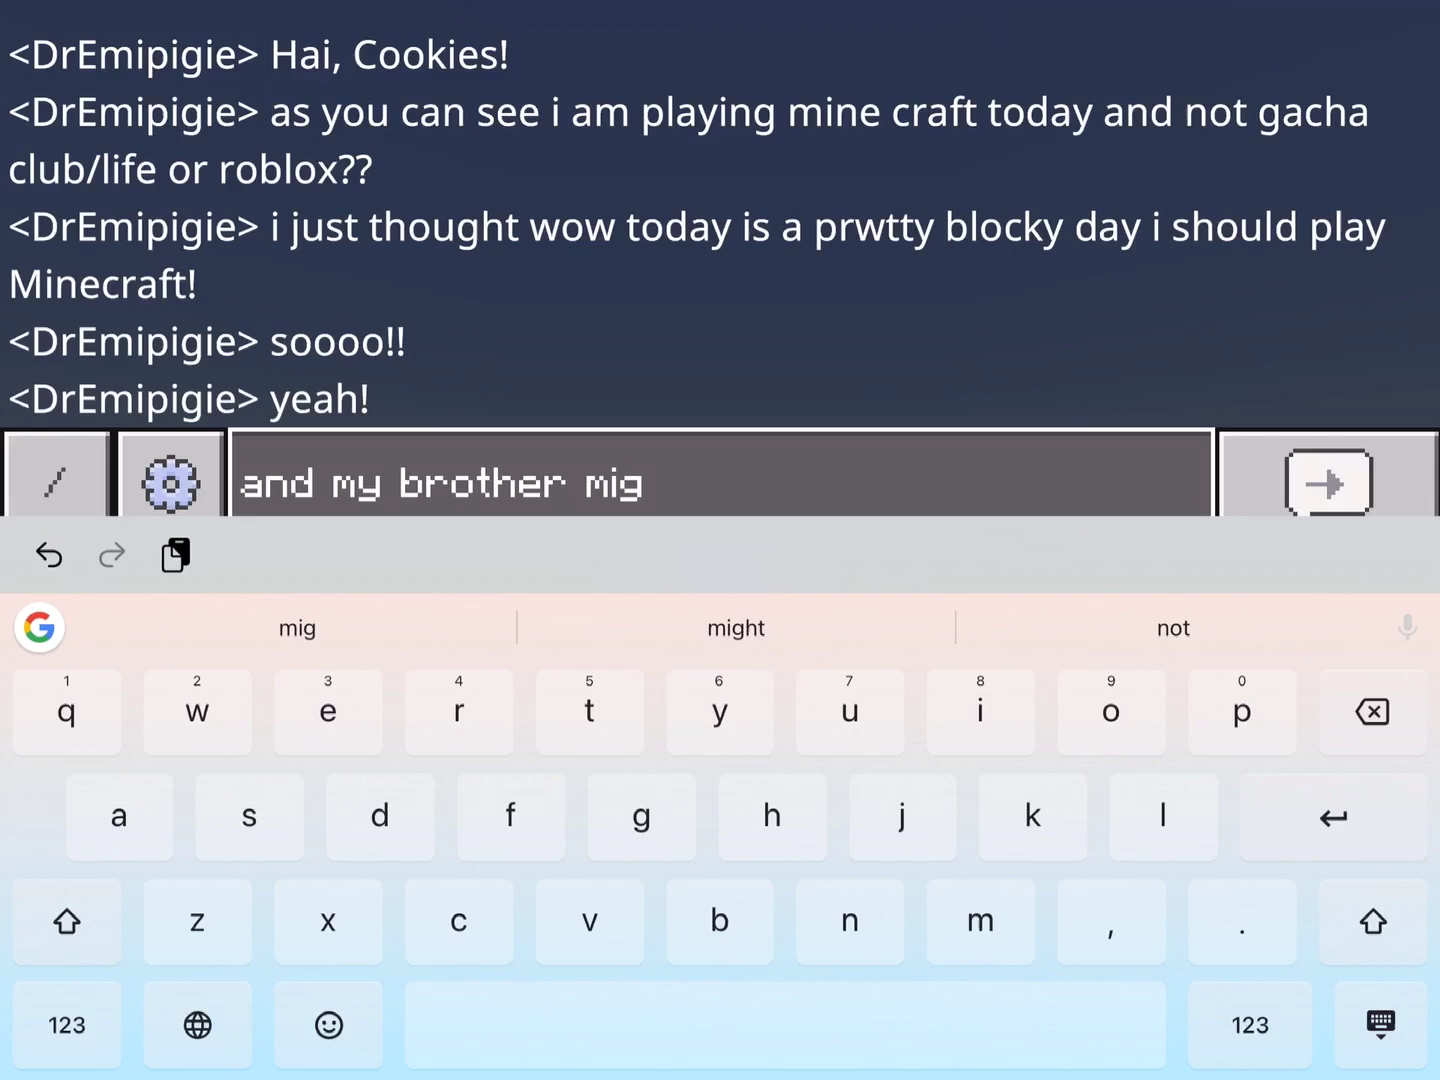 <DrEmipigie> Hai, Cookies!
<DrEmipigie> as you can see i am playing mine craft today and not gacha
club/life or roblox??
<DrEmipigie> i just thought wow today is a prwtty blocky day i should play
Minecraft!
<DrEmipigie> soooo!!
<DrEmipigie> yeah!
/ and my brother mig
mig might not
1 2 3 4 5 6 7 8 9 0
q w e r t y u i o p
a s d f g h j k l
z x c v b n m , .
123 123